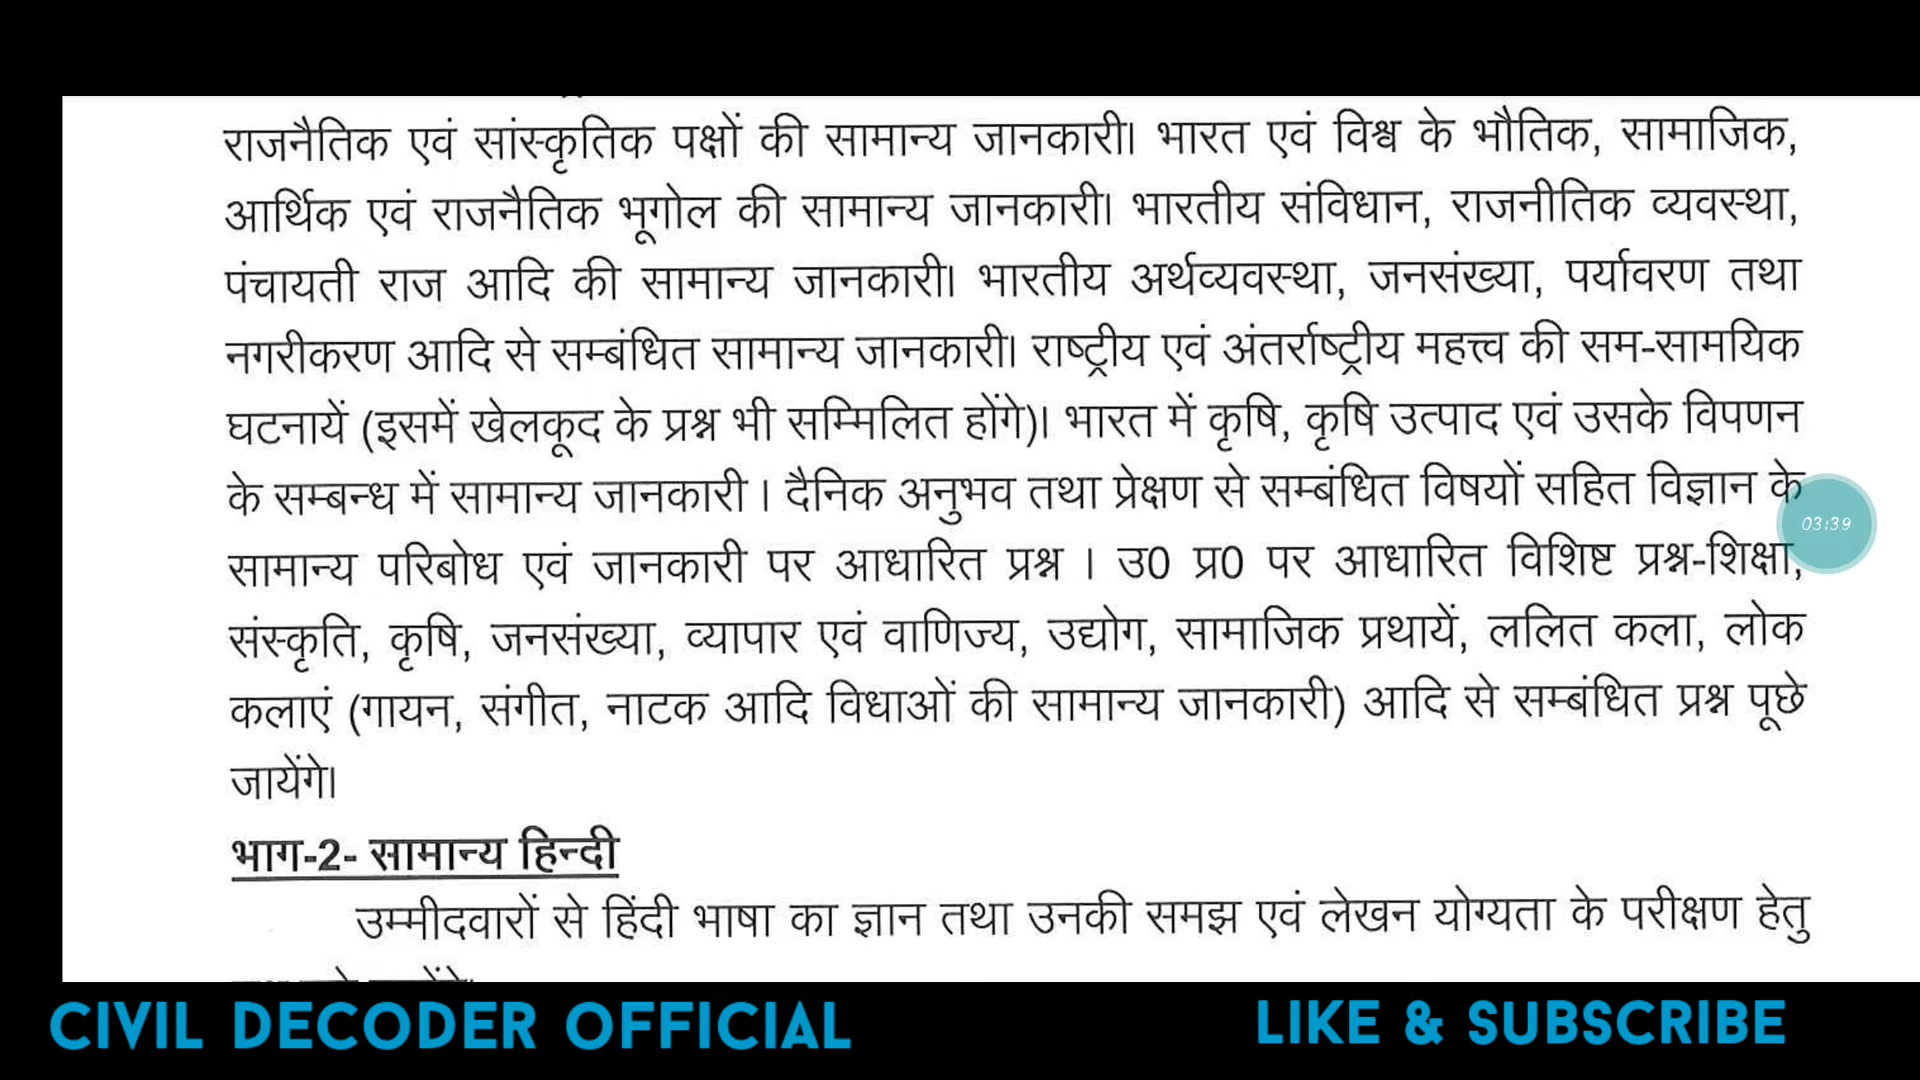 राजनैतिक एवं सांस्कृतिक पक्षों की सामान्य जानकारी। भारत एवं विश्व के भौतिक, सामाजिक,
आर्थिक एवं राजनैतिक भूगोल की सामान्य जानकारी। भारतीय संविधान, राजनीतिक व्यवस्था,
पंचायती राज आदि की सामान्य जानकारी। भारतीय अर्थव्यवस्था, जनसंख्या, पर्यावरण तथा
नगरीकरण आदि से सम्बंधित सामान्य जानकारी। राष्ट्रीय एवं अंतर्राष्ट्रीय महत्त्व की सम-सामयिक
घटनायें (इसमें खेलकूद के प्रश्न भी सम्मिलित होंगे)। भारत में कृषि, कृषि उत्पाद एवं उसके विपणन
के सम्बन्ध में सामान्य जानकारी । दैनिक अनुभव तथा प्रेक्षण से सम्बंधित विषयों सहित विज्ञान के
03:39
सामान्य परिबोध एवं जानकारी पर आधारित प्रश्न । उ0 प्र0 पर आधारित विशिष्ट प्रश्न-शिक्षा,
संस्कृति, कृषि, जनसंख्या, व्यापार एवं वाणिज्य, उद्योग, सामाजिक प्रथायें, ललित कला, लोक
कलाएं (गायन, संगीत, नाटक आदि विधाओं की सामान्य जानकारी) आदि से सम्बंधित प्रश्न पूछे
जायेंगे।
भाग-2- सामान्य हिन्दी
उम्मीदवारों से हिंदी भाषा का ज्ञान तथा उनकी समझ एवं लेखन योग्यता के परीक्षण हेतु
CIVIL DECODER OFFICIAL
LIKE & SUBSCRIBE